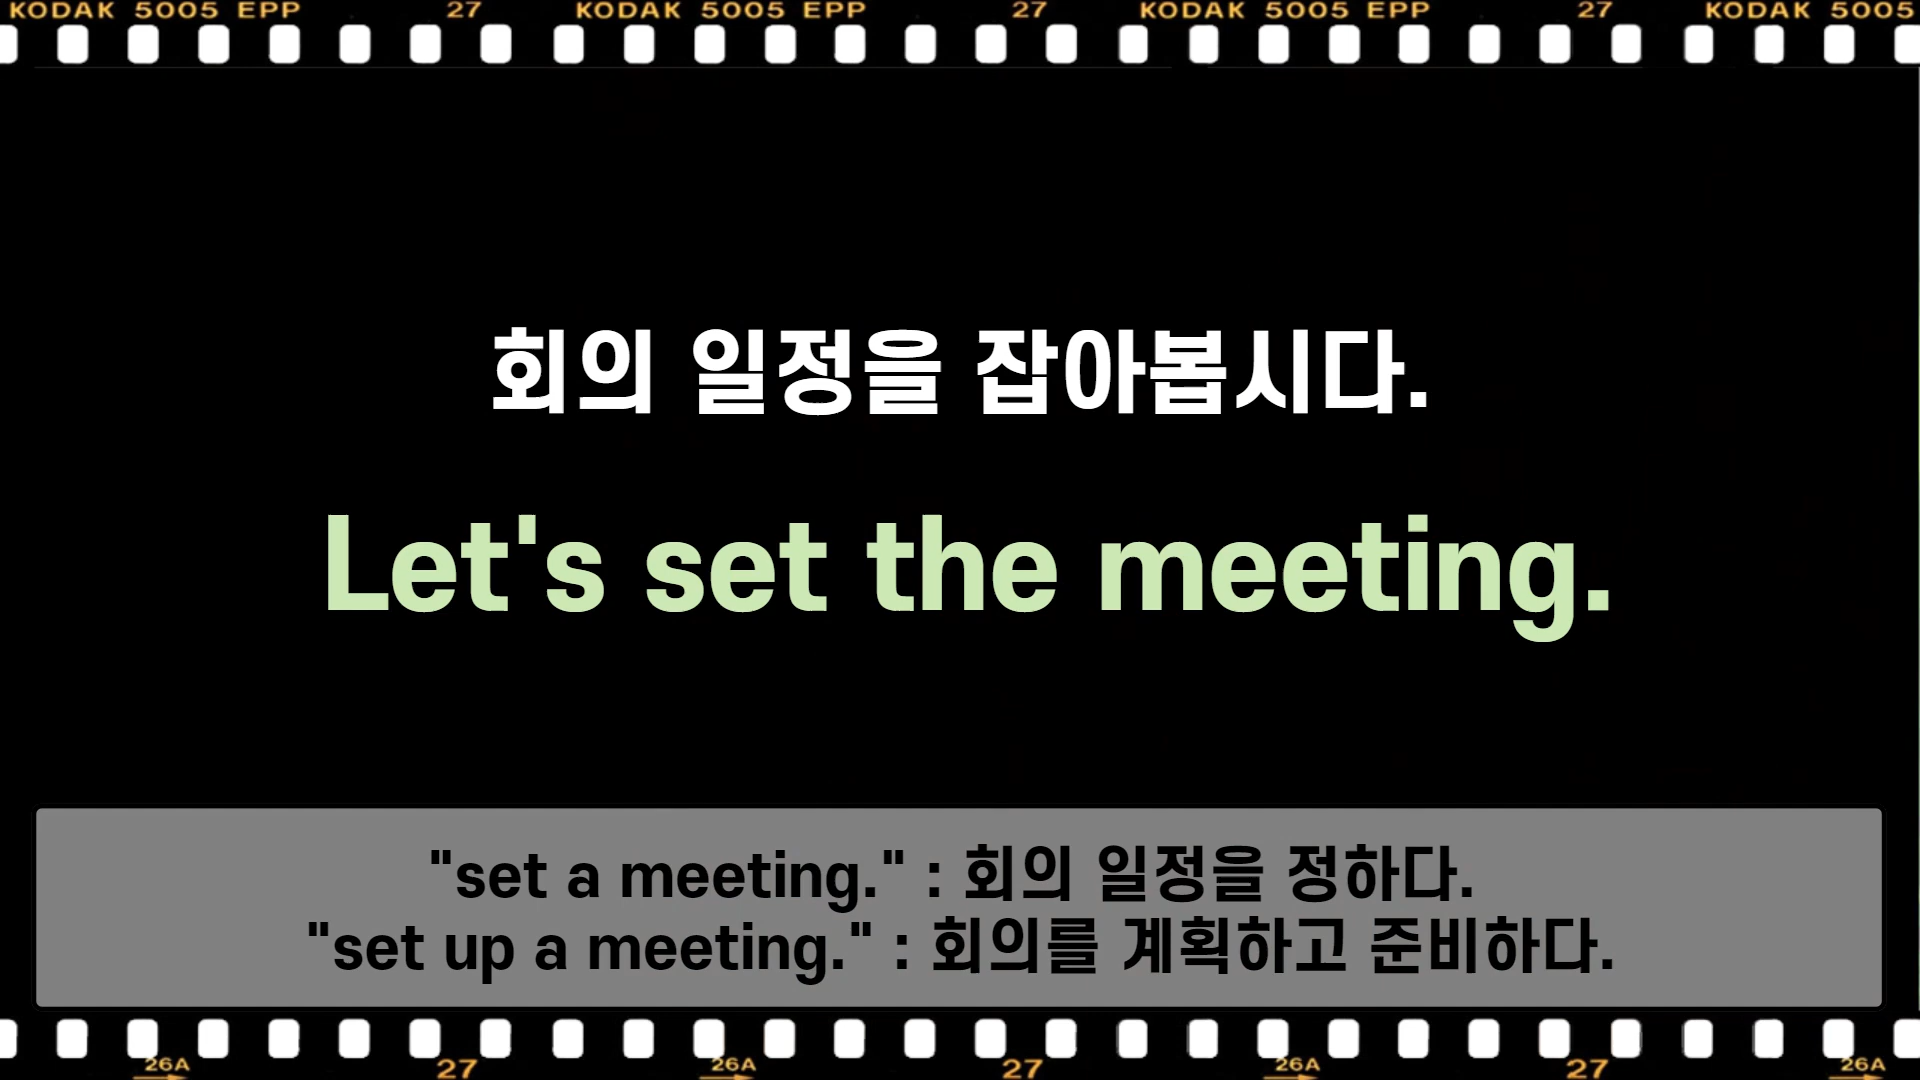 KODAK 5005 EPP 27 KODAK 5005 EPP 27 KODAK 5005 EPP 27 KODAK 5005
회의 일정을 잡아봅시다.
Let's set the meeting.
"set a meeting." : 회의 일정을 정하다.
"set up a meeting." : 회의를 계획하고 준비하다.
26A 27 26A 27 26A 27 26A